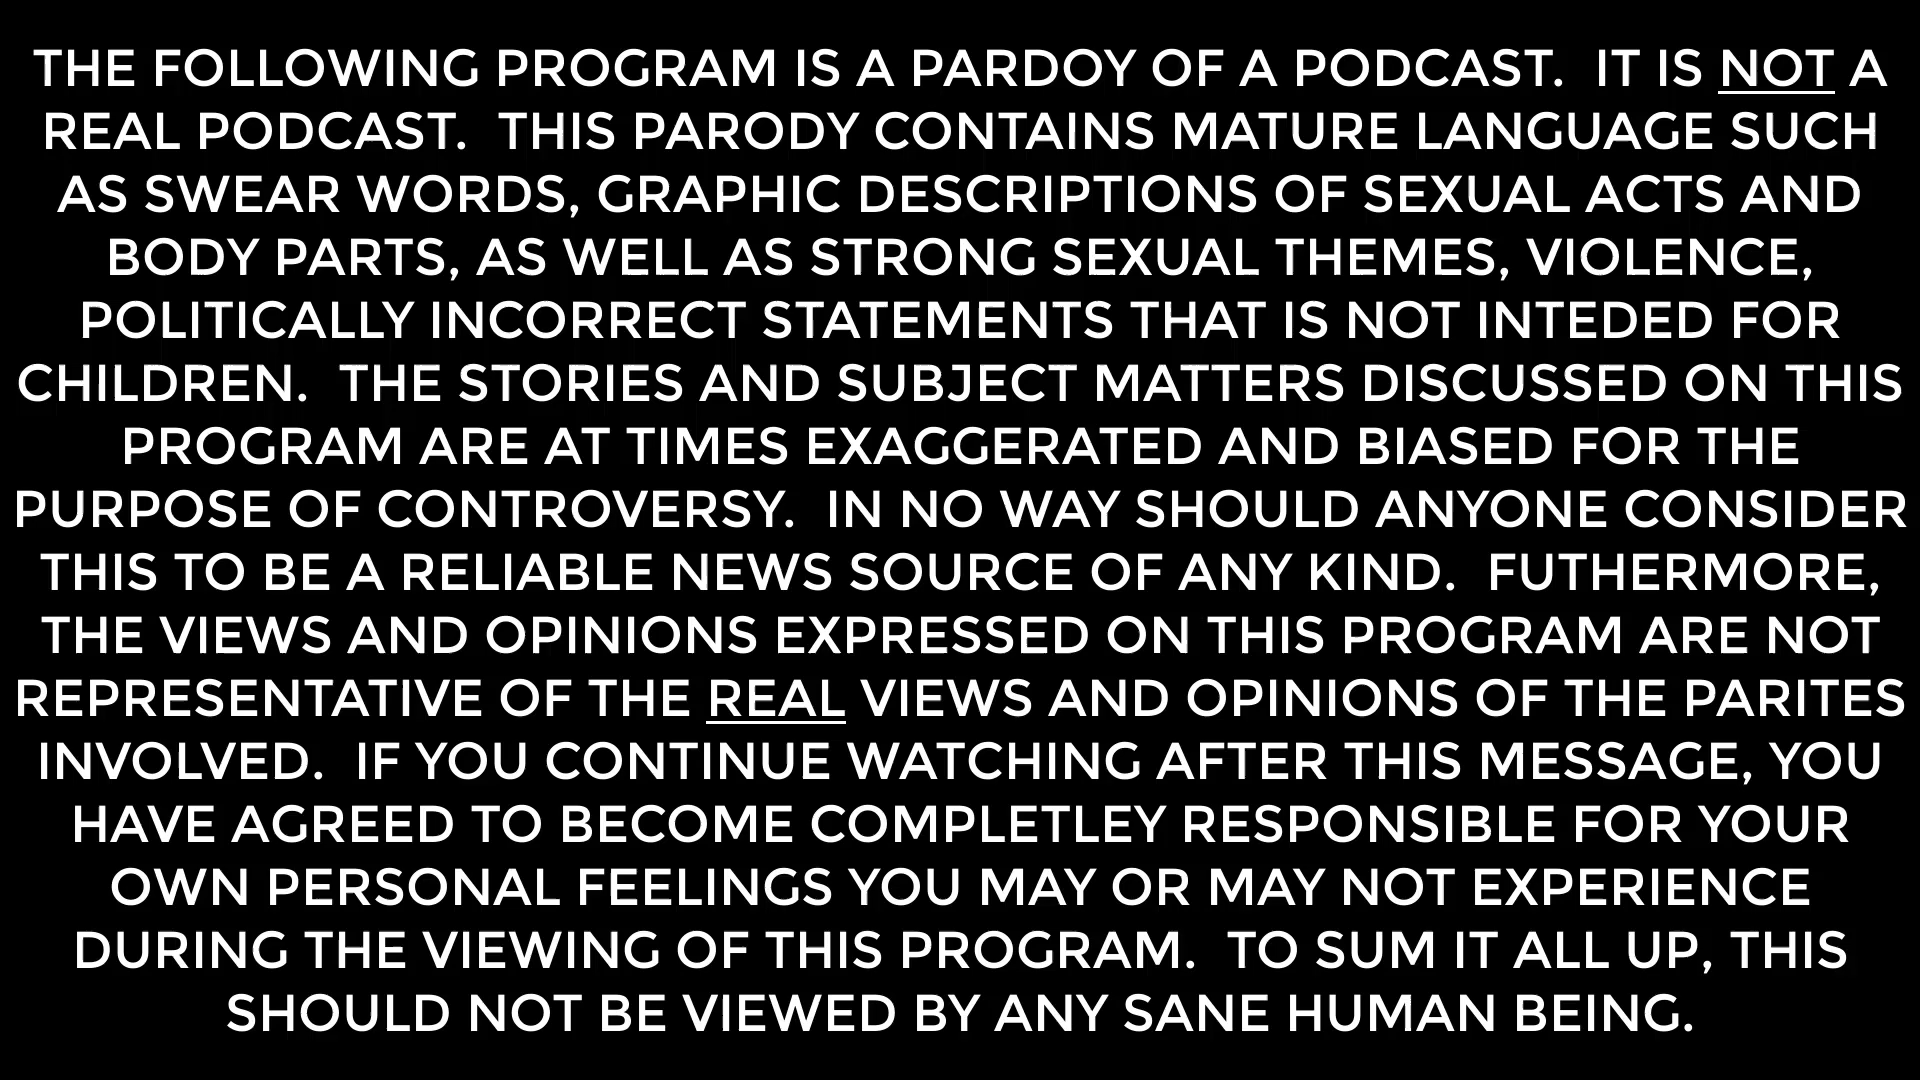 THE FOLLOWING PROGRAM IS A PARDOY OF A PODCAST.  IT IS NOT A
REAL PODCAST.  THIS PARODY CONTAINS MATURE LANGUAGE SUCH
AS SWEAR WORDS, GRAPHIC DESCRIPTIONS OF SEXUAL ACTS AND
BODY PARTS, AS WELL AS STRONG SEXUAL THEMES, VIOLENCE,
POLITICALLY INCORRECT STATEMENTS THAT IS NOT INTEDED FOR
CHILDREN.  THE STORIES AND SUBJECT MATTERS DISCUSSED ON THIS
PROGRAM ARE AT TIMES EXAGGERATED AND BIASED FOR THE
PURPOSE OF CONTROVERSY.  IN NO WAY SHOULD ANYONE CONSIDER
THIS TO BE A RELIABLE NEWS SOURCE OF ANY KIND.  FUTHERMORE,
THE VIEWS AND OPINIONS EXPRESSED ON THIS PROGRAM ARE NOT
REPRESENTATIVE OF THE REAL VIEWS AND OPINIONS OF THE PARITES
INVOLVED.  IF YOU CONTINUE WATCHING AFTER THIS MESSAGE, YOU
HAVE AGREED TO BECOME COMPLETLEY RESPONSIBLE FOR YOUR
OWN PERSONAL FEELINGS YOU MAY OR MAY NOT EXPERIENCE
DURING THE VIEWING OF THIS PROGRAM.  TO SUM IT ALL UP, THIS
SHOULD NOT BE VIEWED BY ANY SANE HUMAN BEING.